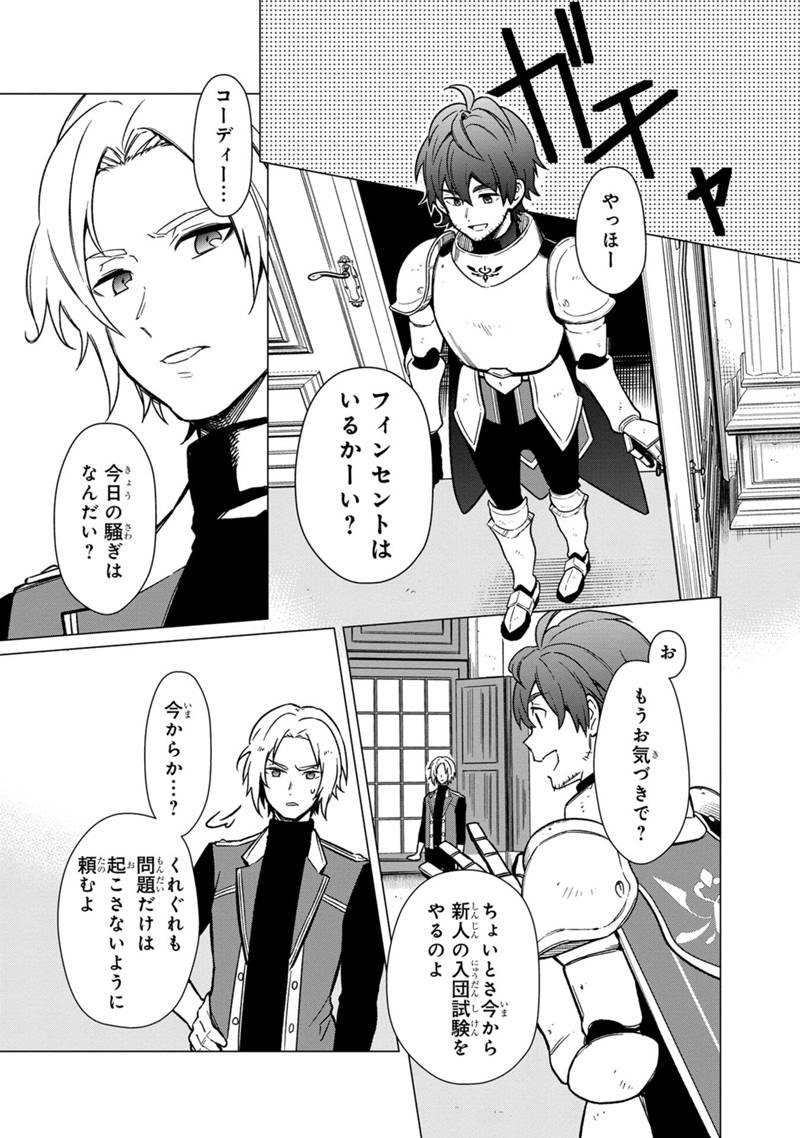 ガチャ
やっほー
フィンセントは
いるかーい?
コーディー…
今日の騒ぎは
なんだい?
お
もうお気づきで?
ちょいとさ今から
新人の入団試験を
やるのよ
今からか…?
くれぐれも
問題だけは
起こさないように
頼むよ